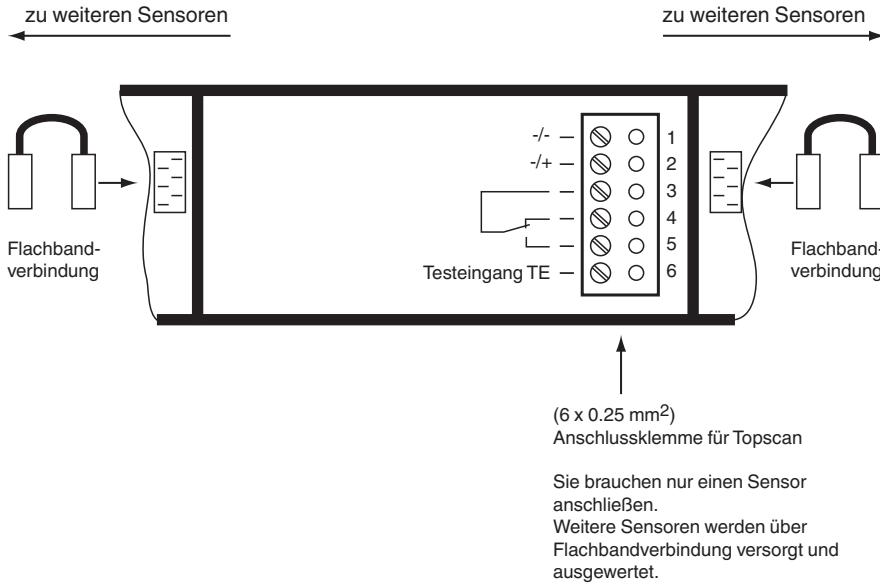 zu weiteren Sensoren
zu weiteren Sensoren
-/- 1
-/+ 2
3
4
5
Testeingang TE 6
Flachband-
verbindung
Flachband-
verbindung
(6 x 0.25 mm²)
Anschlussklemme für Topscan
Sie brauchen nur einen Sensor
anschließen.
Weitere Sensoren werden über
Flachbandverbindung versorgt und
ausgewertet.